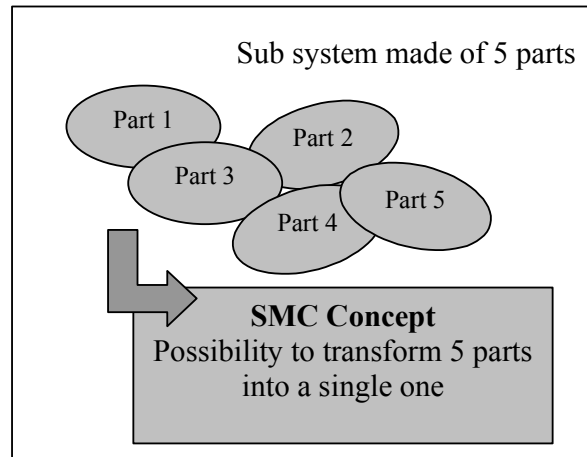 Sub system made of 5 parts
Part 1
Part 2
Part 3
Part 5
Part 4
SMC Concept
Possibility to transform 5 parts
into a single one